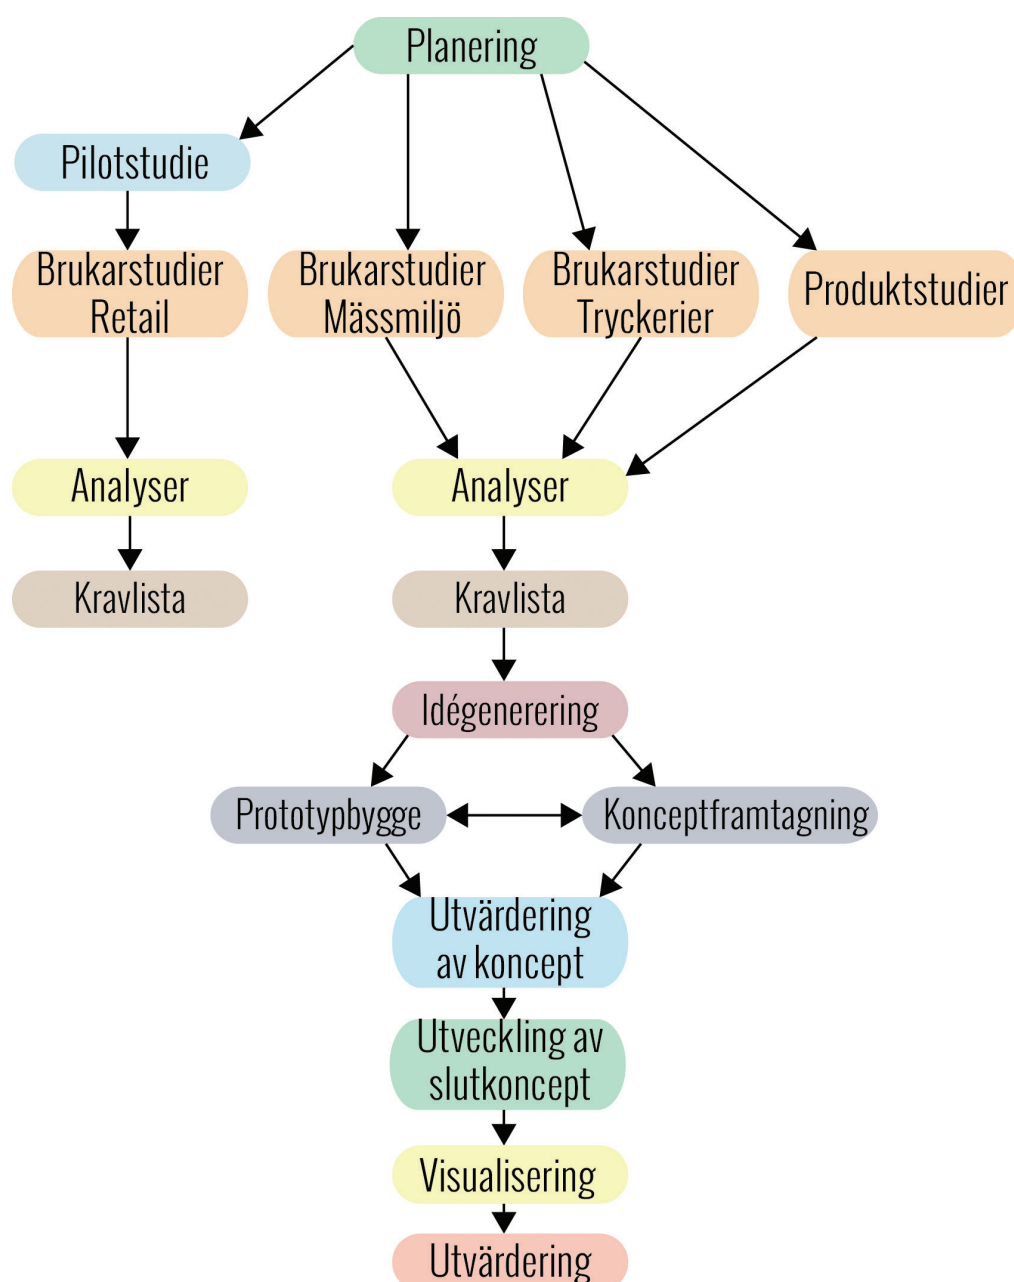 Planering
Pilotstudie
Brukarstudier
Retail
Brukarstudier
Mässmiljö
Brukarstudier
Tryckerier
Produktstudier
Analyser
Analyser
Kravlista
Kravlista
Idégenerering
Prototypbygge
Konceptframtagning
Utvärdering
av koncept
Utveckling av
slutkoncept
Visualisering
Utvärdering